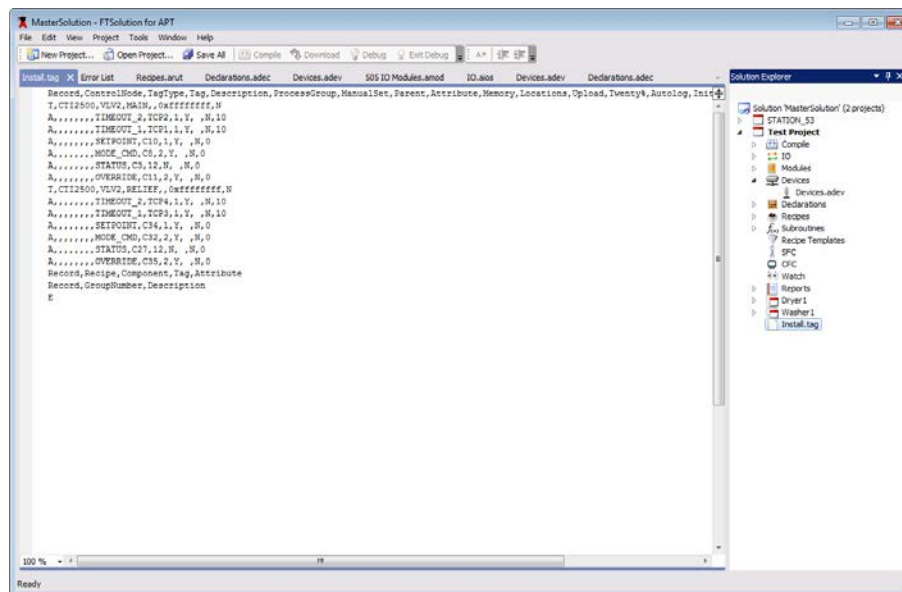 MasterSolution - FTSolution for APT
File Edit View Project Tools Window Help
New Project... Open Project... Save All Compile Download Debug Exit Debug A*
Install.tag X Error List Recipes.arut Declarations.adec Devices.adev 505 IO Modules.amod IO.aios Devices.adev Declarations.adec
Record,ControlNode,TagType,Tag,Description,ProcessGroup,ManualSet,Parent,Attribute,Memory,Locations,Upload,Twenty%,Autolog,Init
T,CTI2500,VLV2,MAIN,,0xffffffff,N
A,,,,,,,,TIMEOUT_2,TCP2,1,Y, ,N,10
A,,,,,,,,TIMEOUT_1,TCP1,1,Y, ,N,10
A,,,,,,,,SETPOINT,C10,1,Y, ,N,0
A,,,,,,,,MODE_CMD,C8,2,Y, ,N,0
A,,,,,,,,STATUS,C3,12,N, ,N,0
A,,,,,,,,OVERRIDE,C11,2,Y, ,N,0
T,CTI2500,VLV2,RELIEF,,0xffffffff,N
A,,,,,,,,TIMEOUT_2,TCP4,1,Y, ,N,10
A,,,,,,,,TIMEOUT_1,TCP3,1,Y, ,N,10
A,,,,,,,,SETPOINT,C34,1,Y, ,N,0
A,,,,,,,,MODE_CMD,C32,2,Y, ,N,0
A,,,,,,,,STATUS,C27,12,N, ,N,0
A,,,,,,,,OVERRIDE,C35,2,Y, ,N,0
Record,Recipe,Component,Tag,Attribute
Record,GroupNumber,Description
E
100 %
Ready
Solution Explorer
Solution 'MasterSolution' (2 projects)
STATION_53
Test Project
Compile
IO
Modules
Devices
Devices.adev
Declarations
Recipes
Subroutines
Recipe Templates
SFC
CFC
Watch
Reports
Dryer1
Washer1
Install.tag